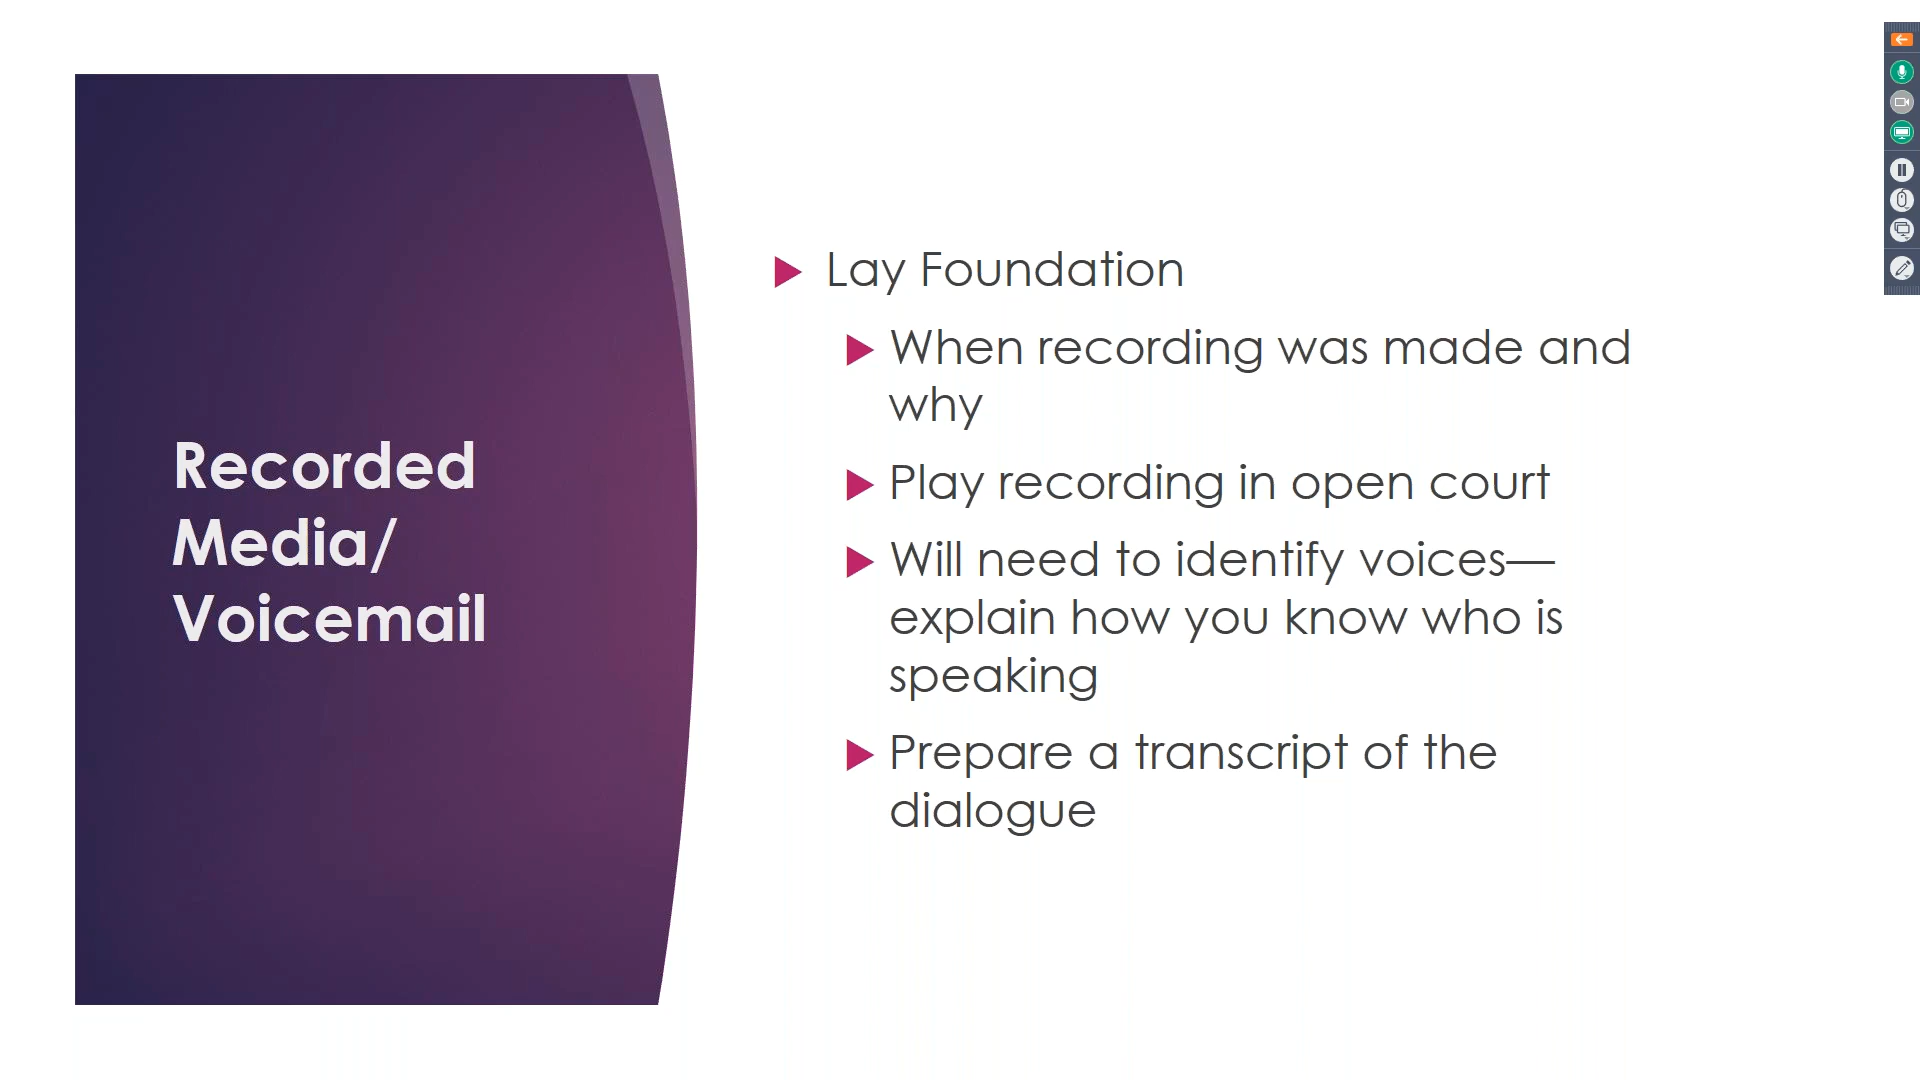 Recorded
Media/
Voicemail
Lay Foundation
When recording was made and
why
Play recording in open court
Will need to identify voices—
explain how you know who is
speaking
Prepare a transcript of the
dialogue